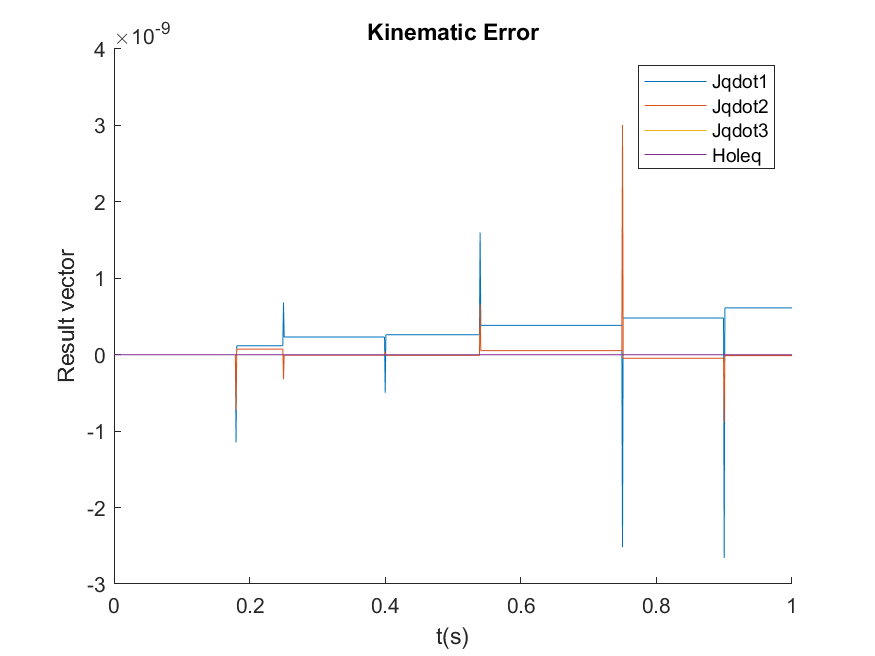 Kinematic Error
×10-9
4
3
2
1
0
-1
-2
-3
Result vector
Jqdot1
Jqdot2
Jqdot3
Holeq
0 0.2 0.4 0.6 0.8 1
t(s)